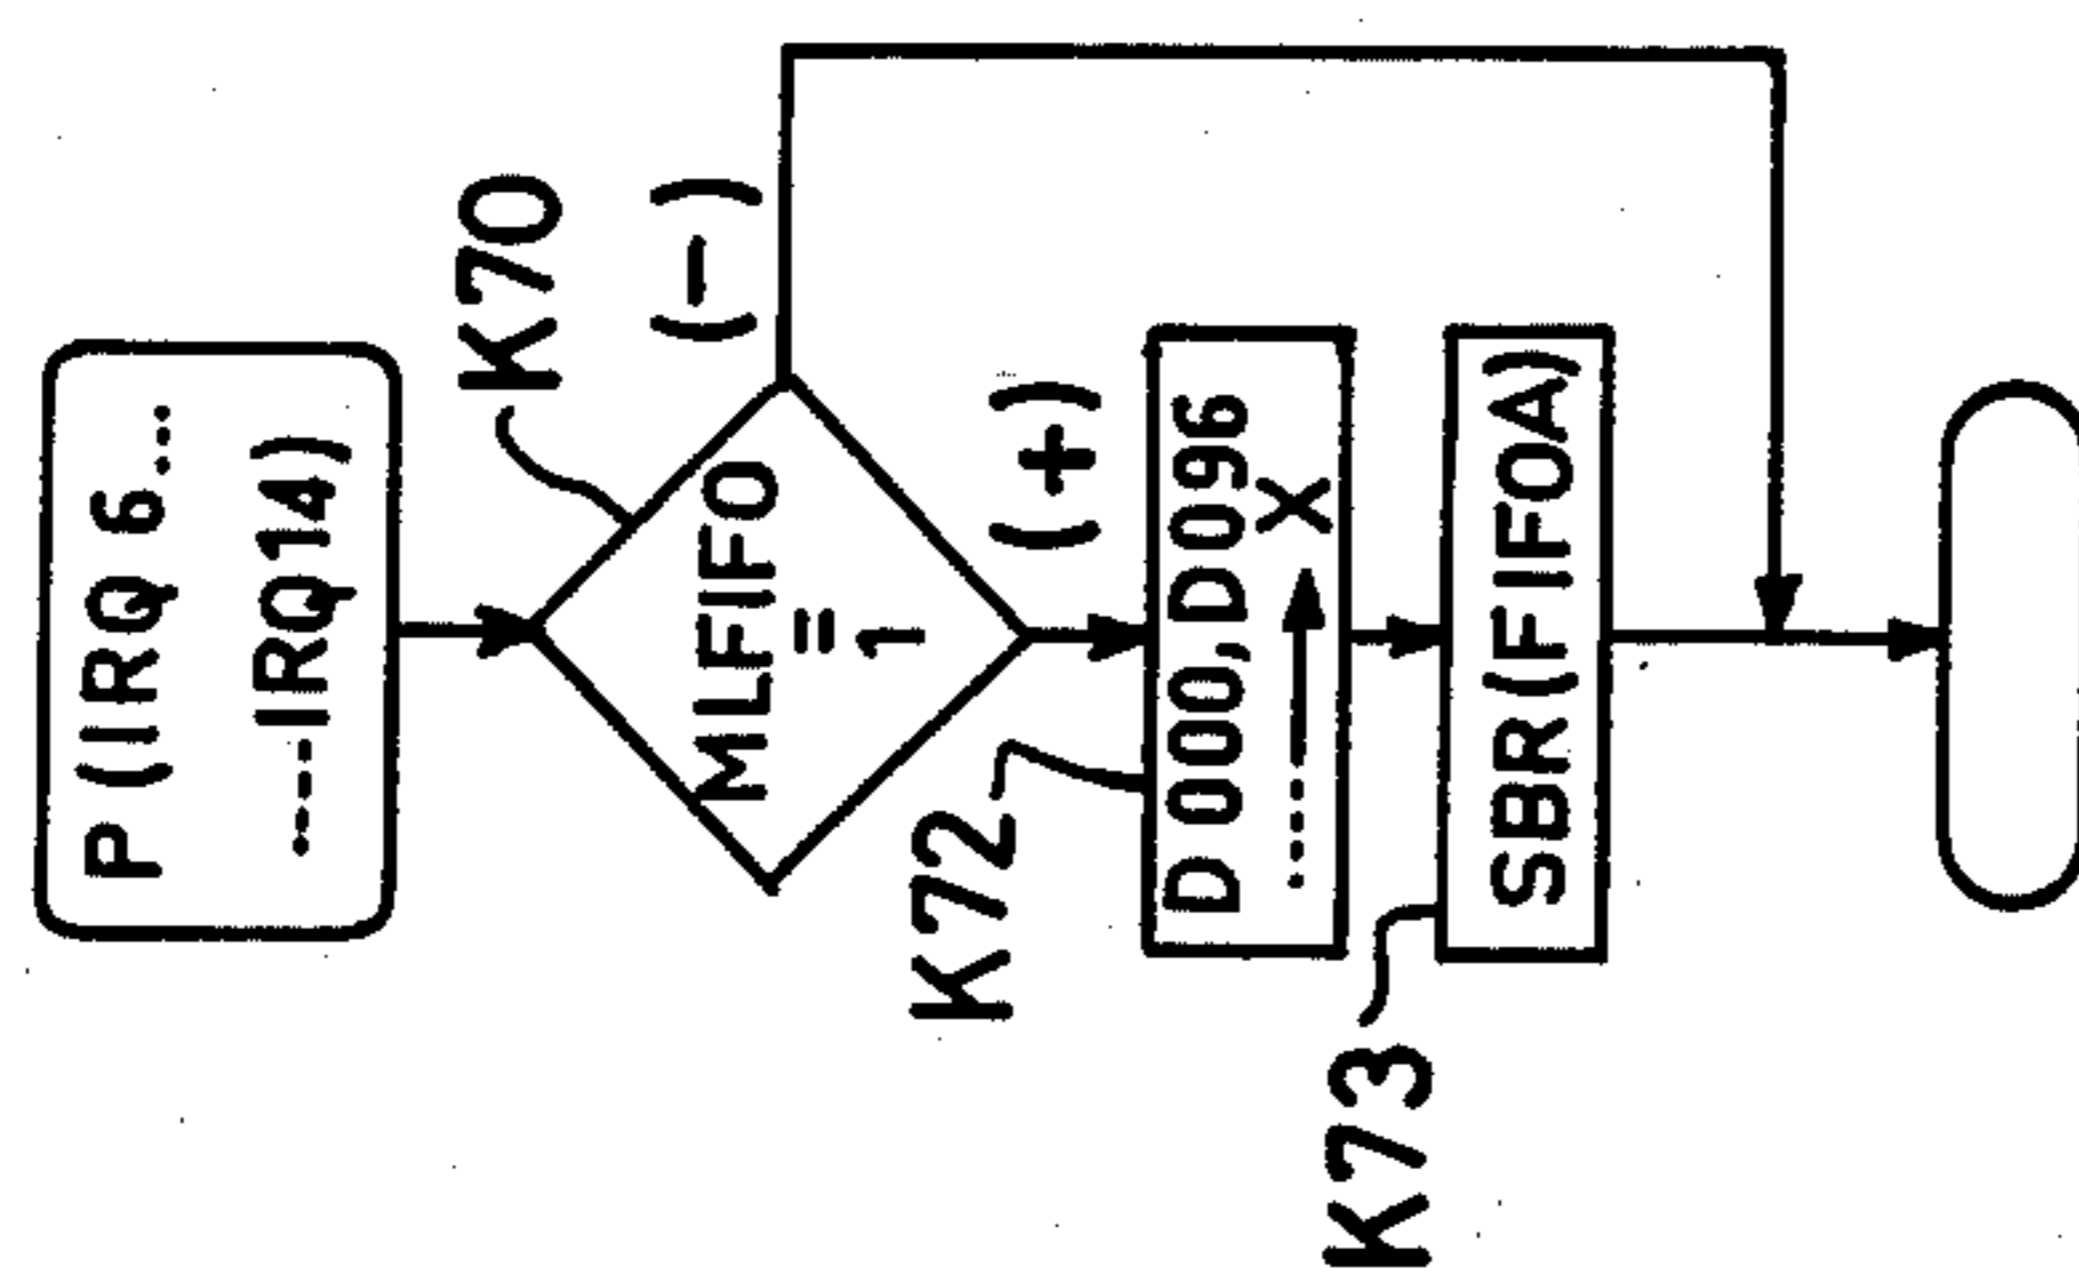 P (IRQ 6...
----IRQ14)
K70
MLFIFO
=
1
(-)
(+)
K72
D000,D096
X
K73
SBR(FIFOA)